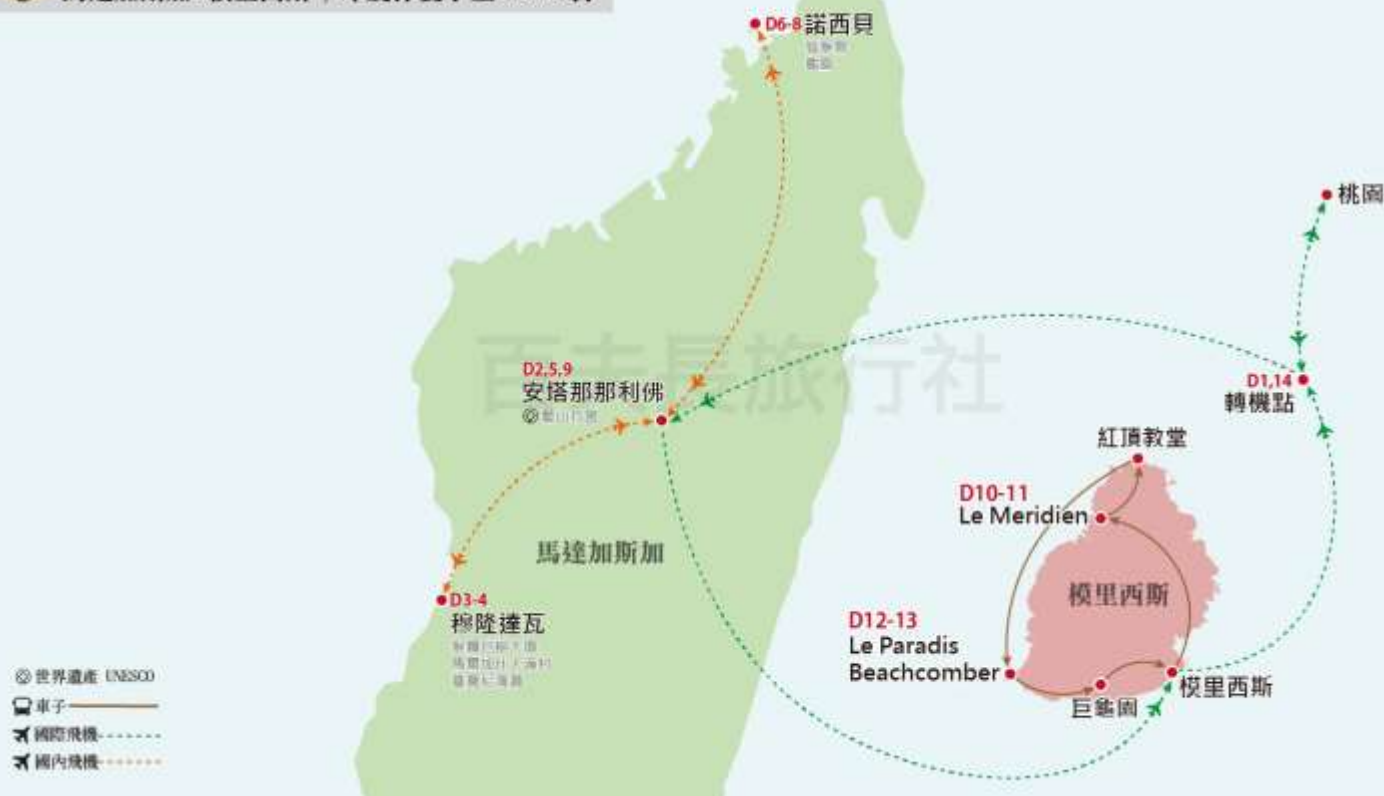 D6-8 諾西貝
桃園
D2,5,9
安塔那那利佛
百夫長旅行社
D1,14
轉機點
紅頂教堂
D10-11
Le Meridien
馬達加斯加
模里西斯
D3-4
穆隆達瓦
D12-13
Le Paradis
Beachcomber
巨龜園
模里西斯
世界遺產 UNESCO
車子
國際飛機
國內飛機